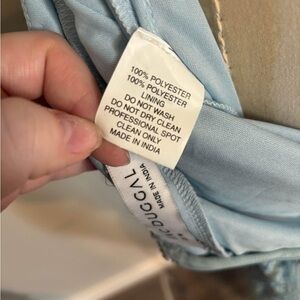 100% POLYESTER
100% POLYESTER
LINING
DO NOT WASH
DO NOT DRY CLEAN
PROFESSIONAL SPOT
CLEAN ONLY
MADE IN INDIA
DUGGAL
MADE IN INDIA